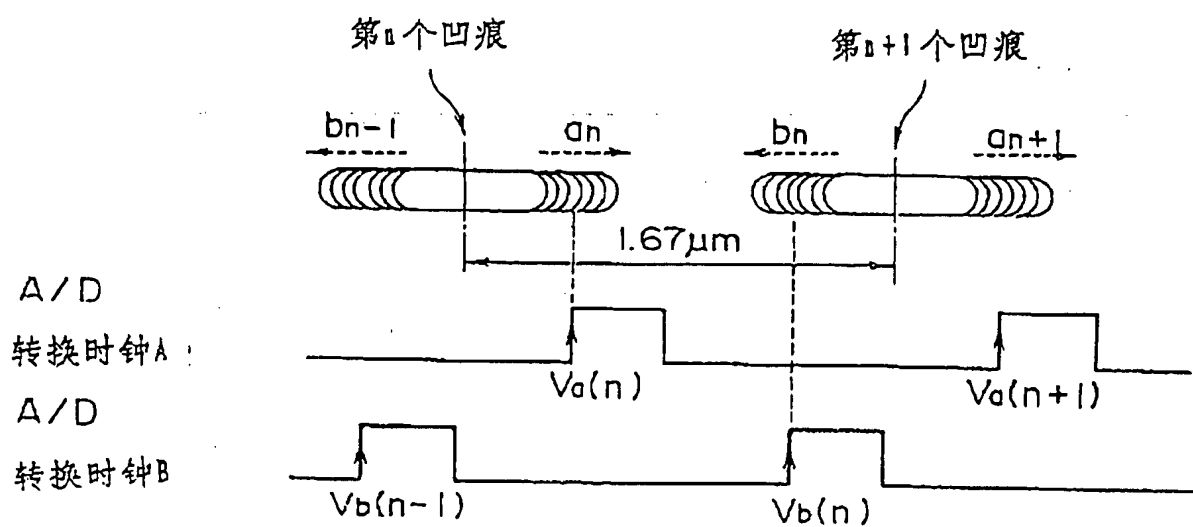 第n个凹痕
第n+1个凹痕
bn-1
an
bn
an+1
1.67μm
A/D
转换时钟A
Va(n)
Va(n+1)
A/D
转换时钟B
Vb(n-1)
Vb(n)